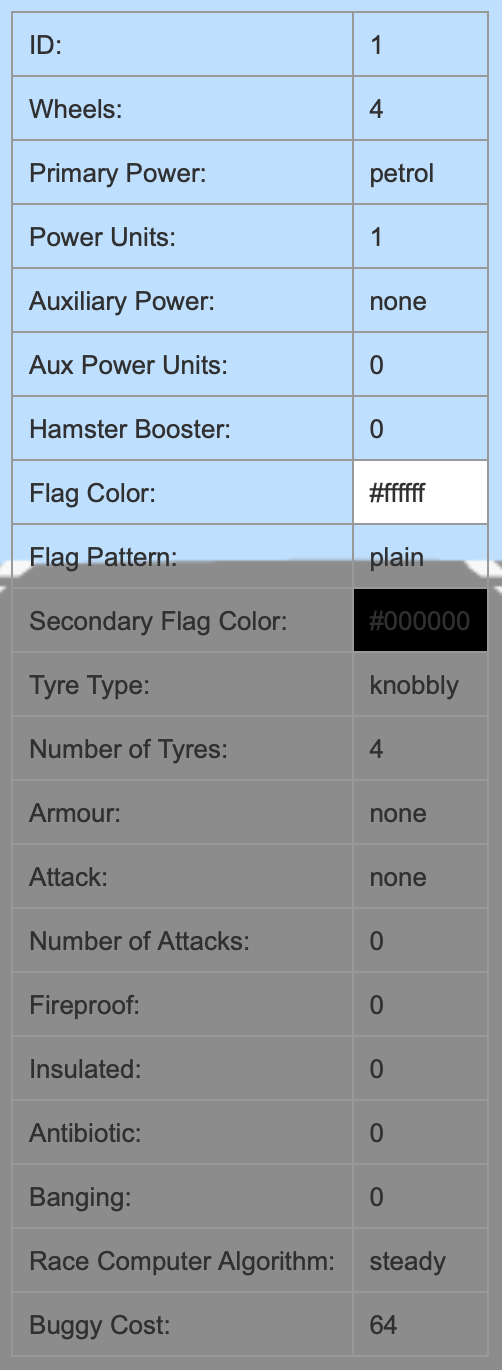 ID: 1
Wheels: 4
Primary Power: petrol
Power Units: 1
Auxiliary Power: none
Aux Power Units: 0
Hamster Booster: 0
Flag Color: #ffffff
Flag Pattern: plain
Secondary Flag Color: #000000
Tyre Type: knobbly
Number of Tyres: 4
Armour: none
Attack: none
Number of Attacks: 0
Fireproof: 0
Insulated: 0
Antibiotic: 0
Banging: 0
Race Computer Algorithm: steady
Buggy Cost: 64